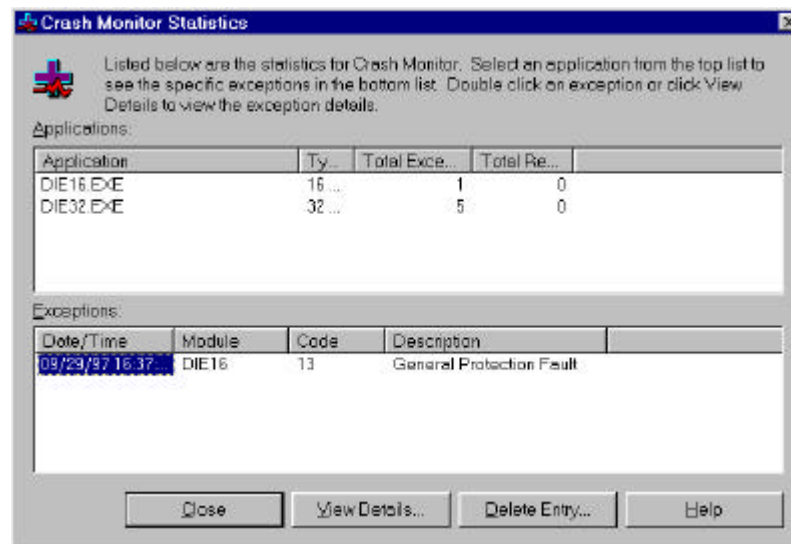 Crash Monitor Statistics
Listed below are the statistics for Crash Monitor. Select an application from the top list to
see the specific exceptions in the bottom list. Double click on exception or click View
Details to view the exception details.
Applications:
Application Ty... Total Exce... Total Re...
DIE16.EXE 16 ... 1 0
DIE32.EXE 32 ... 5 0
Exceptions:
Date/Time Module Code Description
09/29/97 16:37... DIE16 13 General Protection Fault
Close View Details... Delete Entry... Help